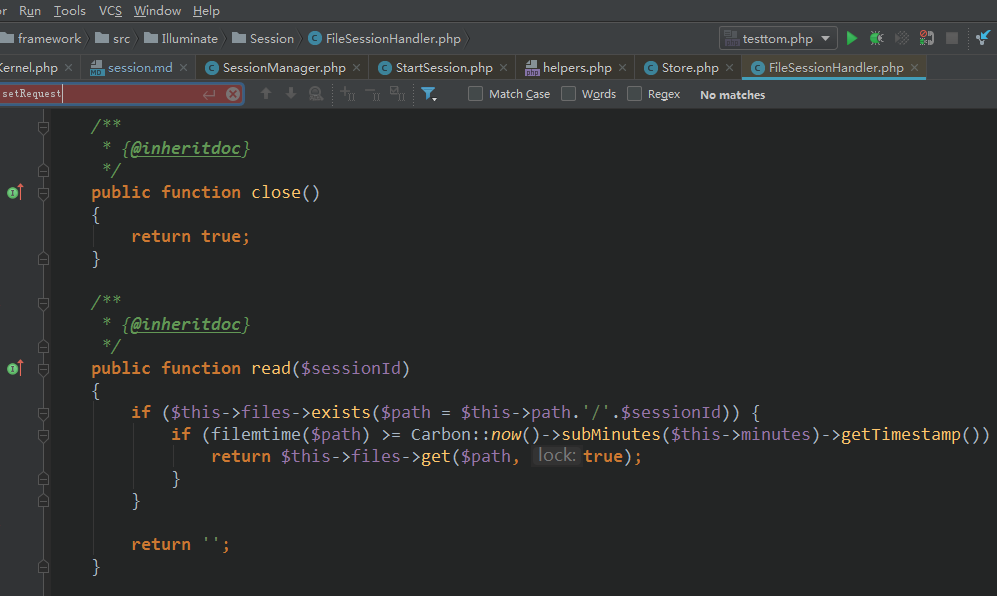 or Run Tools VCS Window Help
framework src Illuminate Session FileSessionHandler.php testtom.php
Kernel.php session.md SessionManager.php StartSession.php helpers.php Store.php FileSessionHandler.php
setRequest Match Case Words Regex No matches
/**
* {@inheritdoc}
*/
public function close()
{
return true;
}
/**
* {@inheritdoc}
*/
public function read($sessionId)
{
if ($this->files->exists($path = $this->path.'/'.$sessionId)) {
if (filemtime($path) >= Carbon::now()->subMinutes($this->minutes)->getTimestamp())
return $this->files->get($path, lock: true);
}
}
return '';
}